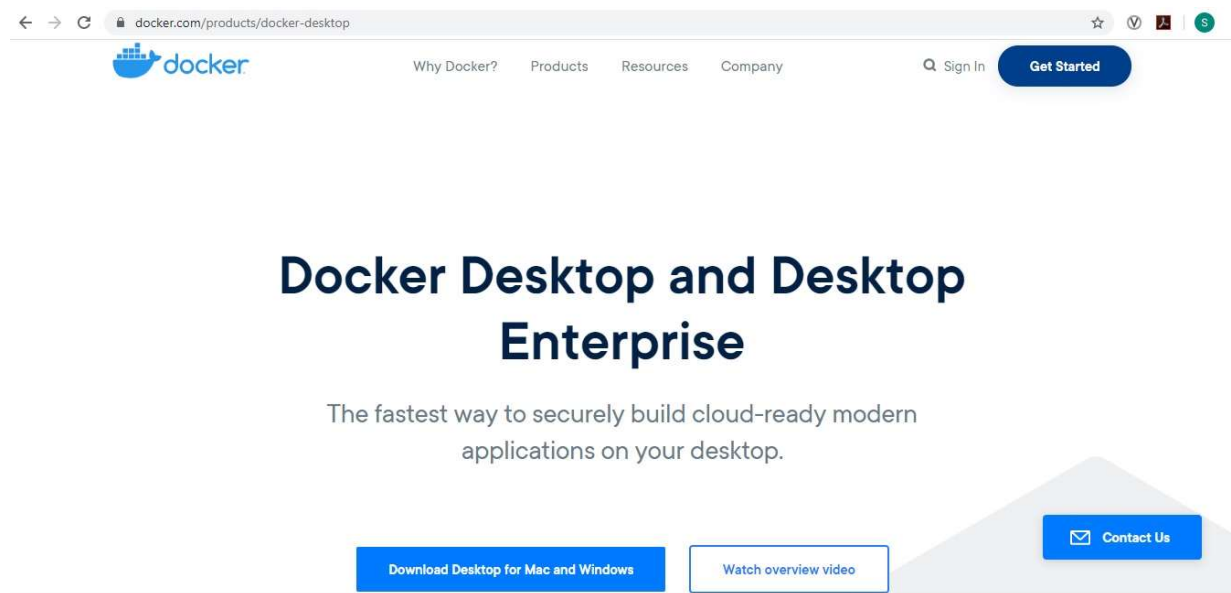 docker.com/products/docker-desktop
S
docker
Why Docker? Products Resources Company Sign In Get Started
Docker Desktop and Desktop
Enterprise
The fastest way to securely build cloud-ready modern
applications on your desktop.
Contact Us
Download Desktop for Mac and Windows Watch overview video